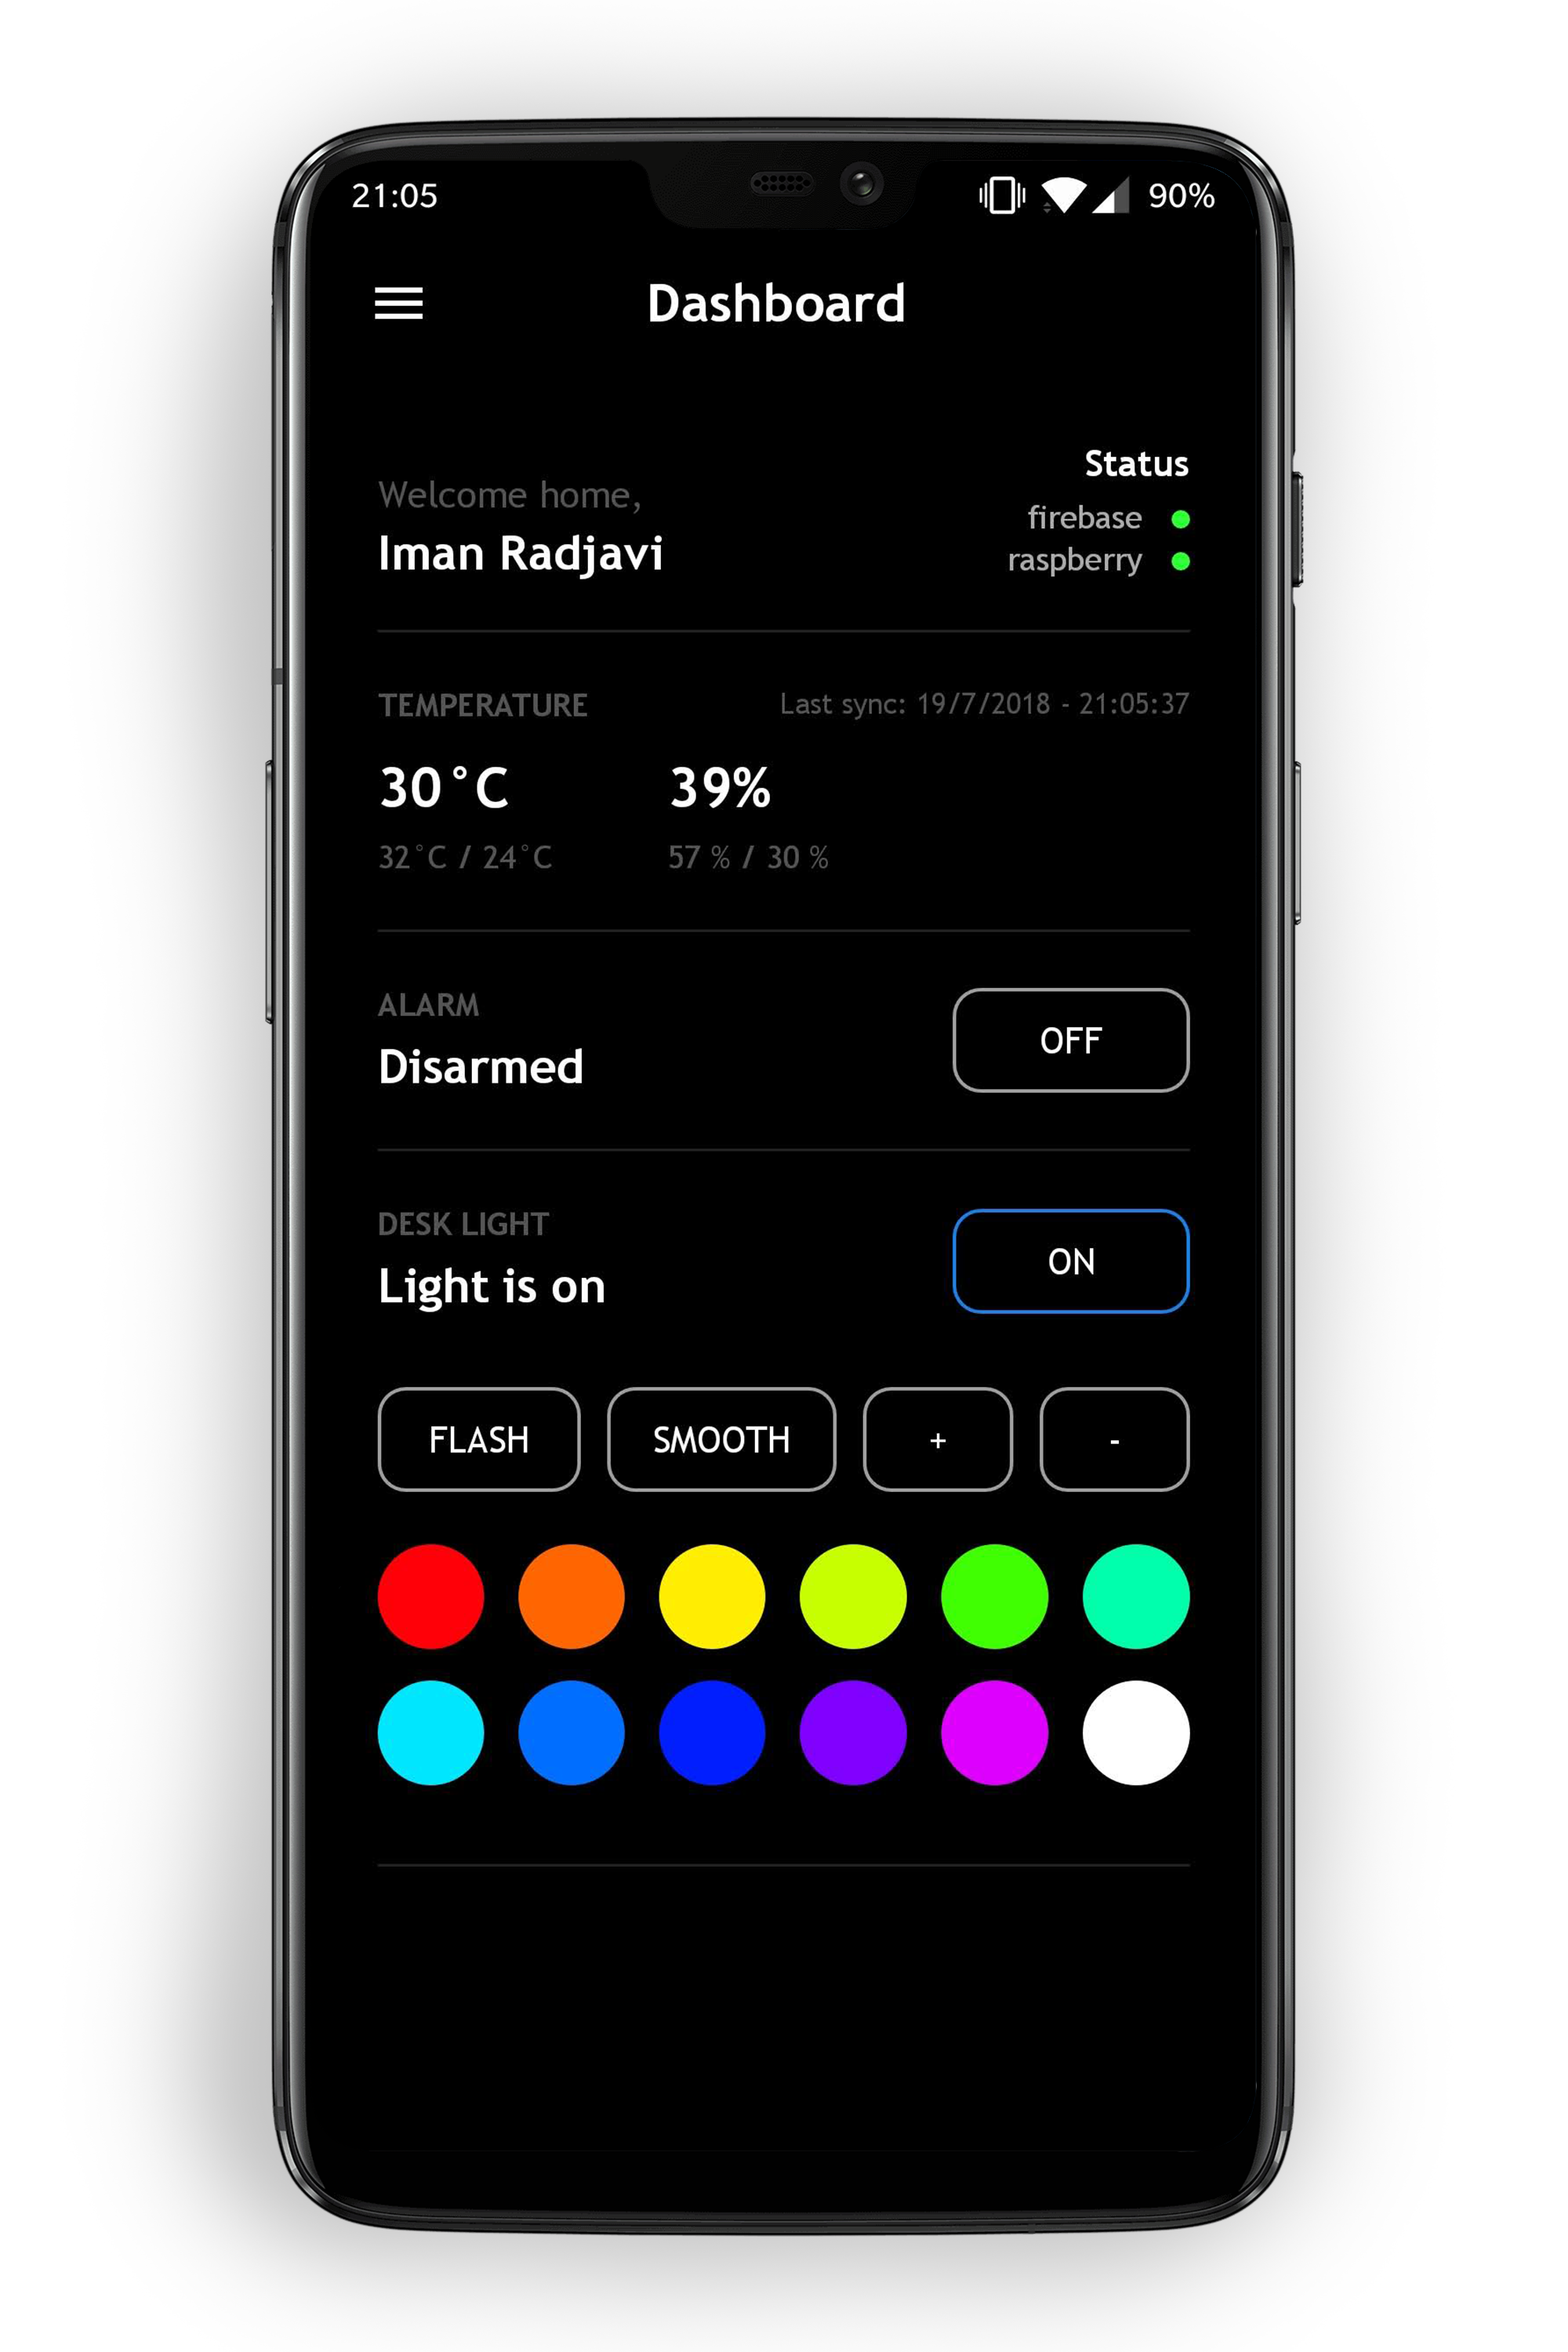 21:05 90%
Dashboard
Status
Welcome home,
firebase
Iman Radjavi
raspberry
TEMPERATURE Last sync: 19/7/2018 - 21:05:37
30°C 39%
32°C / 24°C 57 % / 30 %
ALARM
OFF
Disarmed
DESK LIGHT
ON
Light is on
FLASH SMOOTH + -